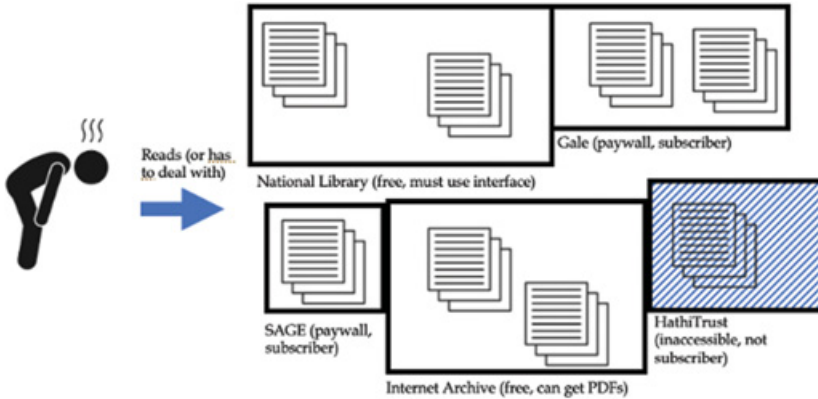 Reads (or has
to deal with)
National Library (free, must use interface)
Gale (paywall, subscriber)
SAGE (paywall,
subscriber)
Internet Archive (free, can get PDFs)
HathiTrust
(inaccessible, not
subscriber)